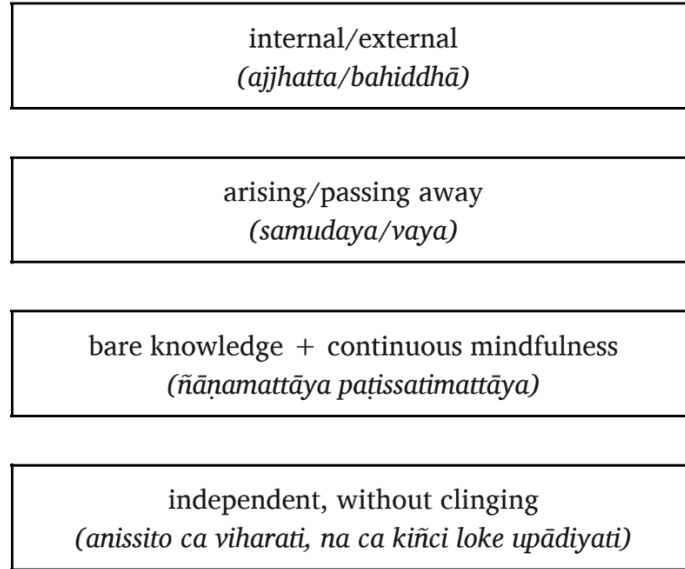 internal/external
(ajjhatta/bahiddhā)
arising/passing away
(samudaya/vaya)
bare knowledge + continuous mindfulness
(ñāṇamattāya paṭissatimattāya)
independent, without clinging
(anissito ca viharati, na ca kiñci loke upādiyati)